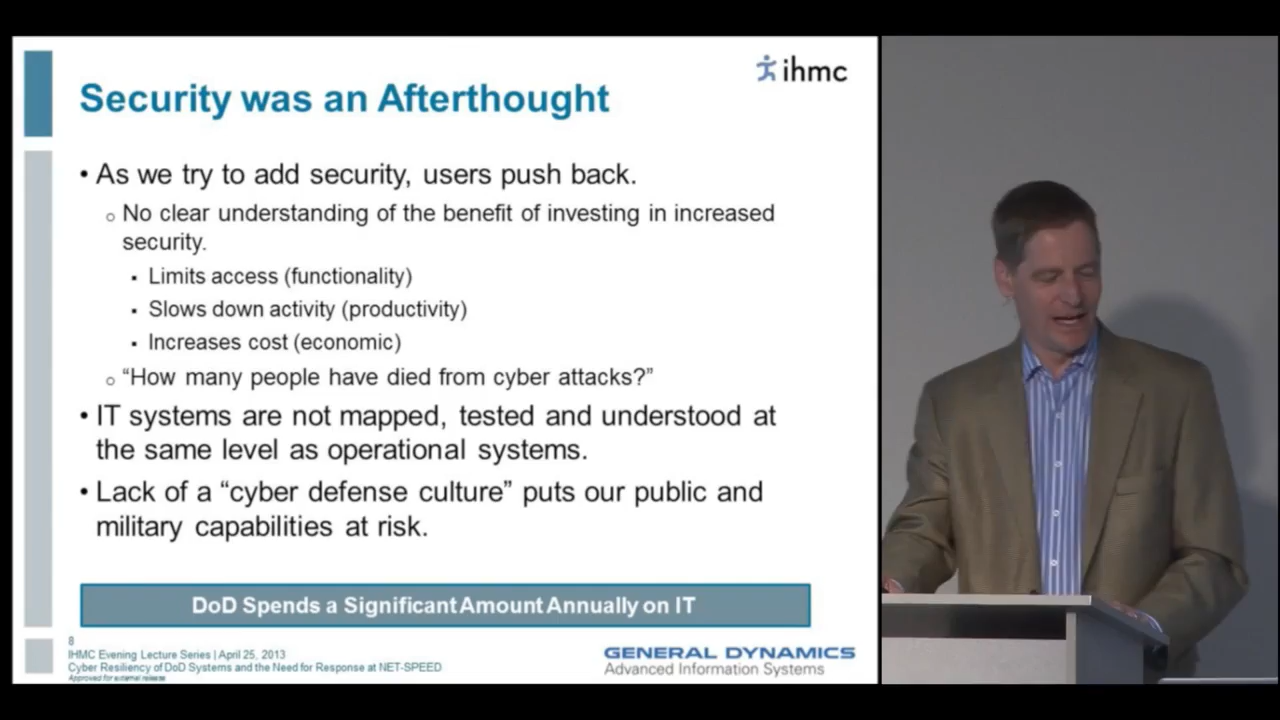 ihmc
Security was an Afterthought
• As we try to add security, users push back.
o No clear understanding of the benefit of investing in increased
security.
▪ Limits access (functionality)
▪ Slows down activity (productivity)
▪ Increases cost (economic)
o “How many people have died from cyber attacks?”
• IT systems are not mapped, tested and understood at
the same level as operational systems.
• Lack of a “cyber defense culture” puts our public and
military capabilities at risk.
DoD Spends a Significant Amount Annually on IT
8
IHMC Evening Lecture Series | April 25, 2013
Cyber Resiliency of DoD Systems and the Need for Response at NET-SPEED
Approved for external release
GENERAL DYNAMICS
Advanced Information Systems